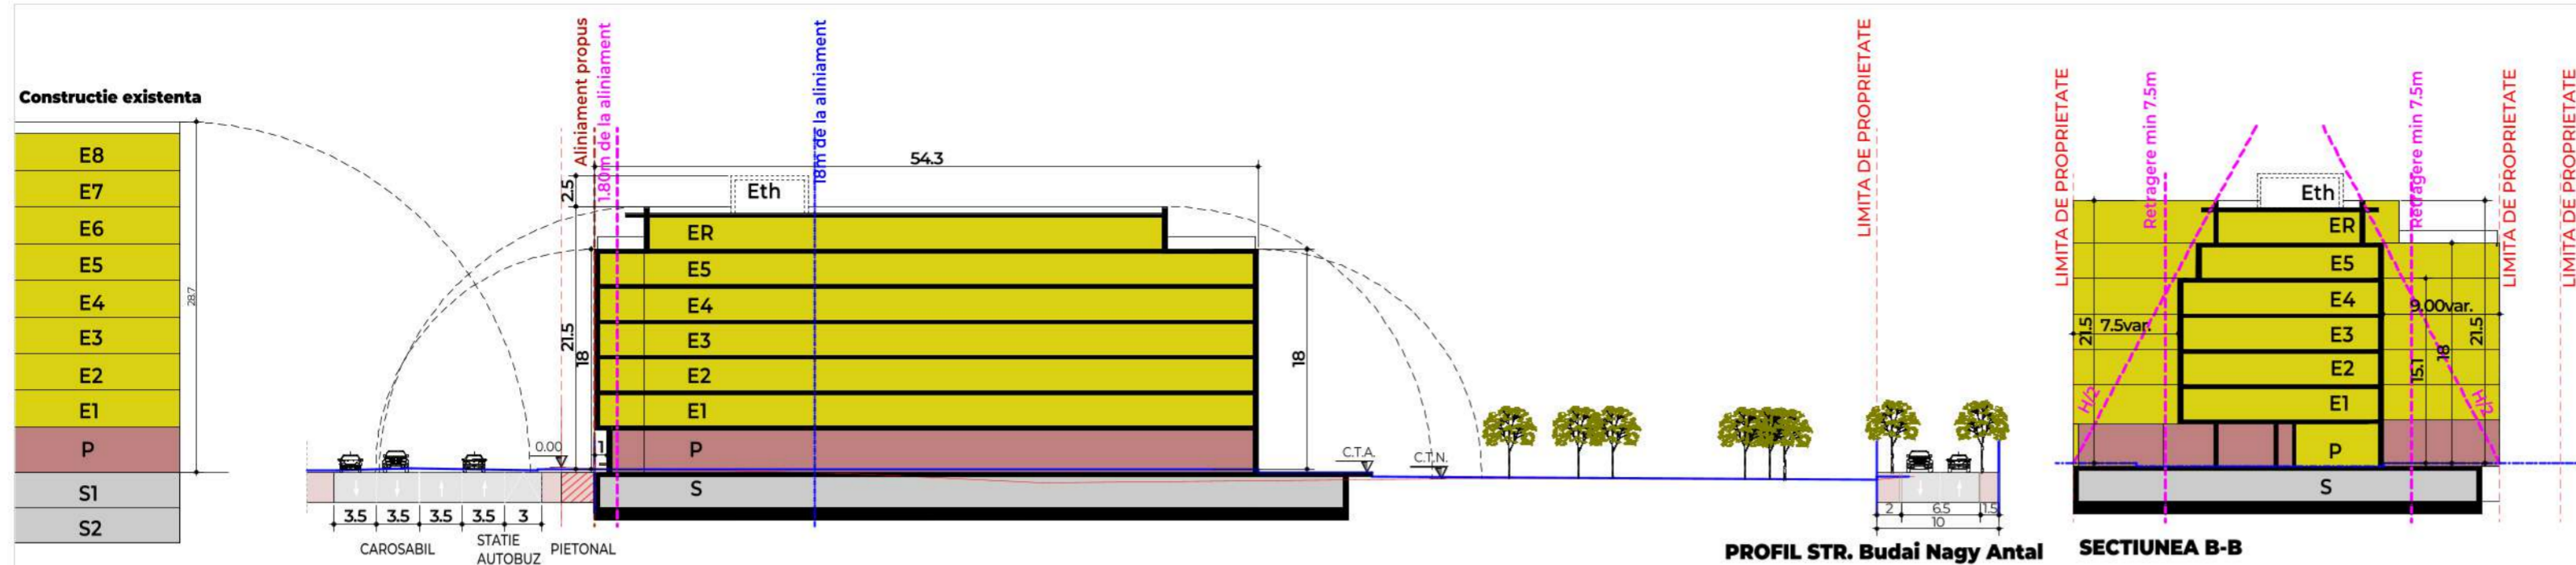 Constructie existenta
E8
E7
E6
E5
E4
E3
E2
E1
P
S1
S2
28.7
3.5
3.5
3.5
3.5
3
CAROSABIL
STATIE
AUTOBUZ
PIETONAL
0.00
Aliniament propus
1.80m de la aliniament
18m de la aliniament
2.5
21.5
18
1
54.3
Eth
ER
E5
E4
E3
E2
E1
P
S
18
C.T.A.
C.T.N.
LIMITA DE PROPRIETATE
2
6.5
1.5
10
PROFIL STR. Budai Nagy Antal
LIMITA DE PROPRIETATE
Retragere min 7.5m
Retragere min 7.5m
LIMITA DE PROPRIETATE
LIMITA DE PROPRIETATE
Eth
ER
E5
E4
E3
E2
E1
P
S
21.5
7.5var.
H/2
9.00var.
15.1
18
21.5
H/2
SECTIUNEA B-B